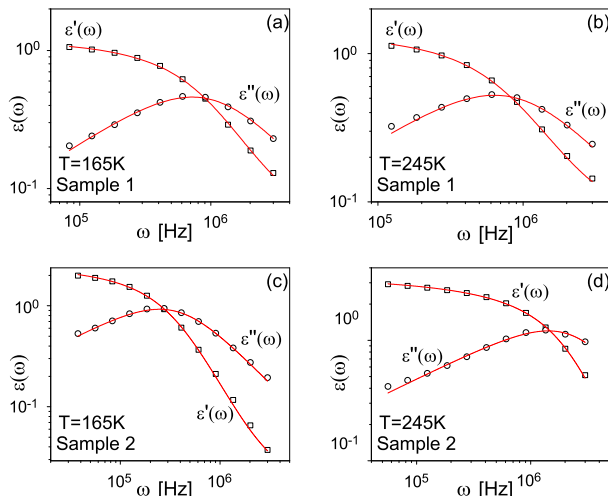 (a)
ε'(ω)
ε''(ω)
ε(ω)
10⁰
10⁻¹
T=165K
Sample 1
10⁵
10⁶
ω [Hz]
(b)
ε'(ω)
ε''(ω)
ε(ω)
10⁰
10⁻¹
T=245K
Sample 1
10⁵
10⁶
ω [Hz]
(c)
ε''(ω)
ε'(ω)
ε(ω)
10⁰
10⁻¹
T=165K
Sample 2
10⁵
10⁶
ω [Hz]
(d)
ε'(ω)
ε''(ω)
ε(ω)
10⁰
10⁻¹
T=245K
Sample 2
10⁵
10⁶
ω [Hz]